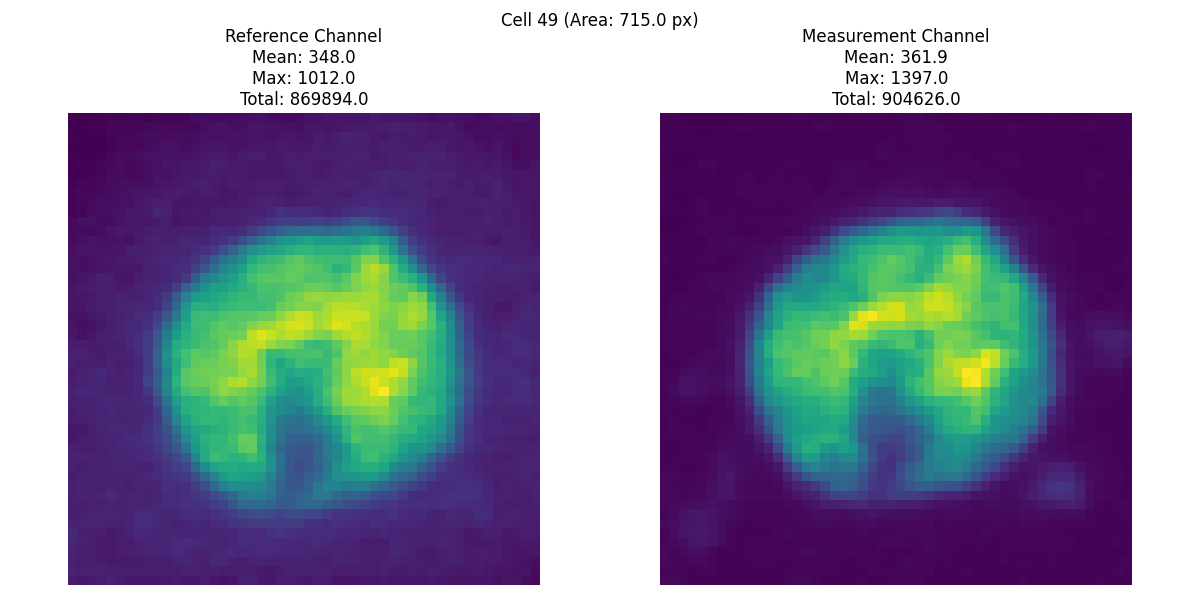 Cell 49 (Area: 715.0 px)
Reference Channel
Mean: 348.0
Max: 1012.0
Total: 869894.0
Measurement Channel
Mean: 361.9
Max: 1397.0
Total: 904626.0